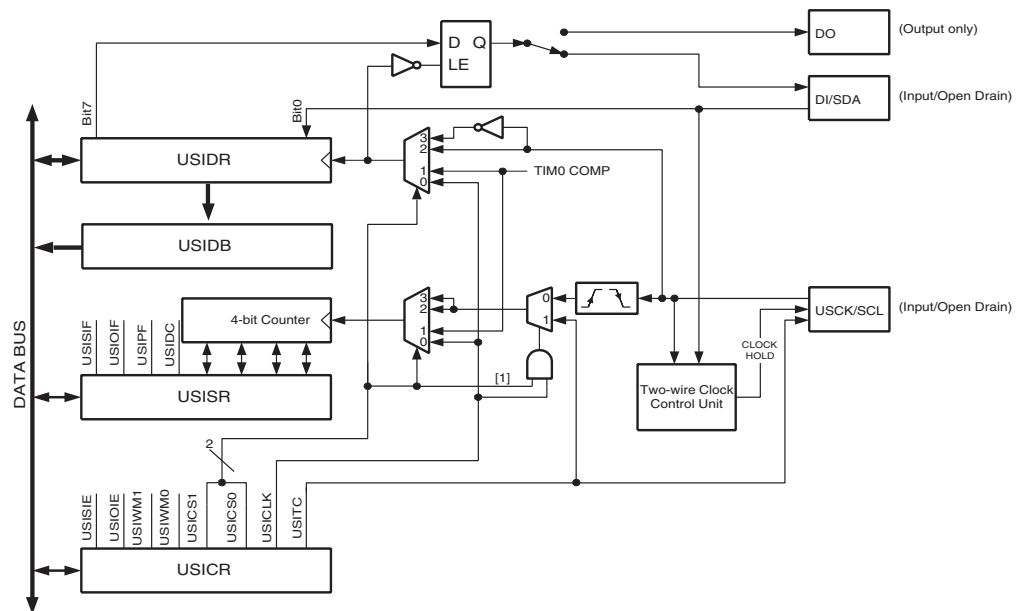 D Q
LE
DO
(Output only)
DI/SDA
(Input/Open Drain)
Bit7
Bit0
USIDR
3
2
1
0
TIM0 COMP
USIDB
DATA BUS
4-bit Counter
USISIF
USIOIF
USIPF
USIDC
USISR
3
2
1
0
0
1
[1]
USCK/SCL
(Input/Open Drain)
CLOCK
HOLD
Two-wire Clock
Control Unit
2
USISIE
USIOIE
USIWM1
USIWM0
USICS1
USICS0
USICLK
USITC
USICR